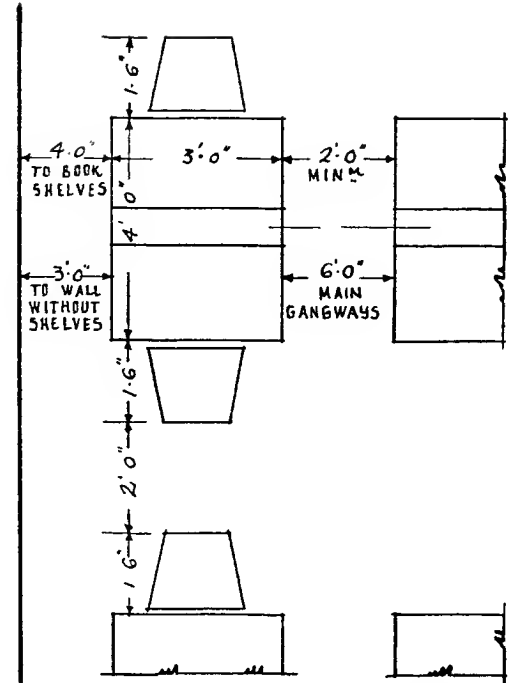 1·6"
4·0"
TO BOOK
SHELVES
3'·0"
2'·0"
MIN M
4' 0"
3'·0"
TO WALL
WITHOUT
SHELVES
6'·0"
MAIN
GANGWAYS
1·6"
2' 0"
1 6"